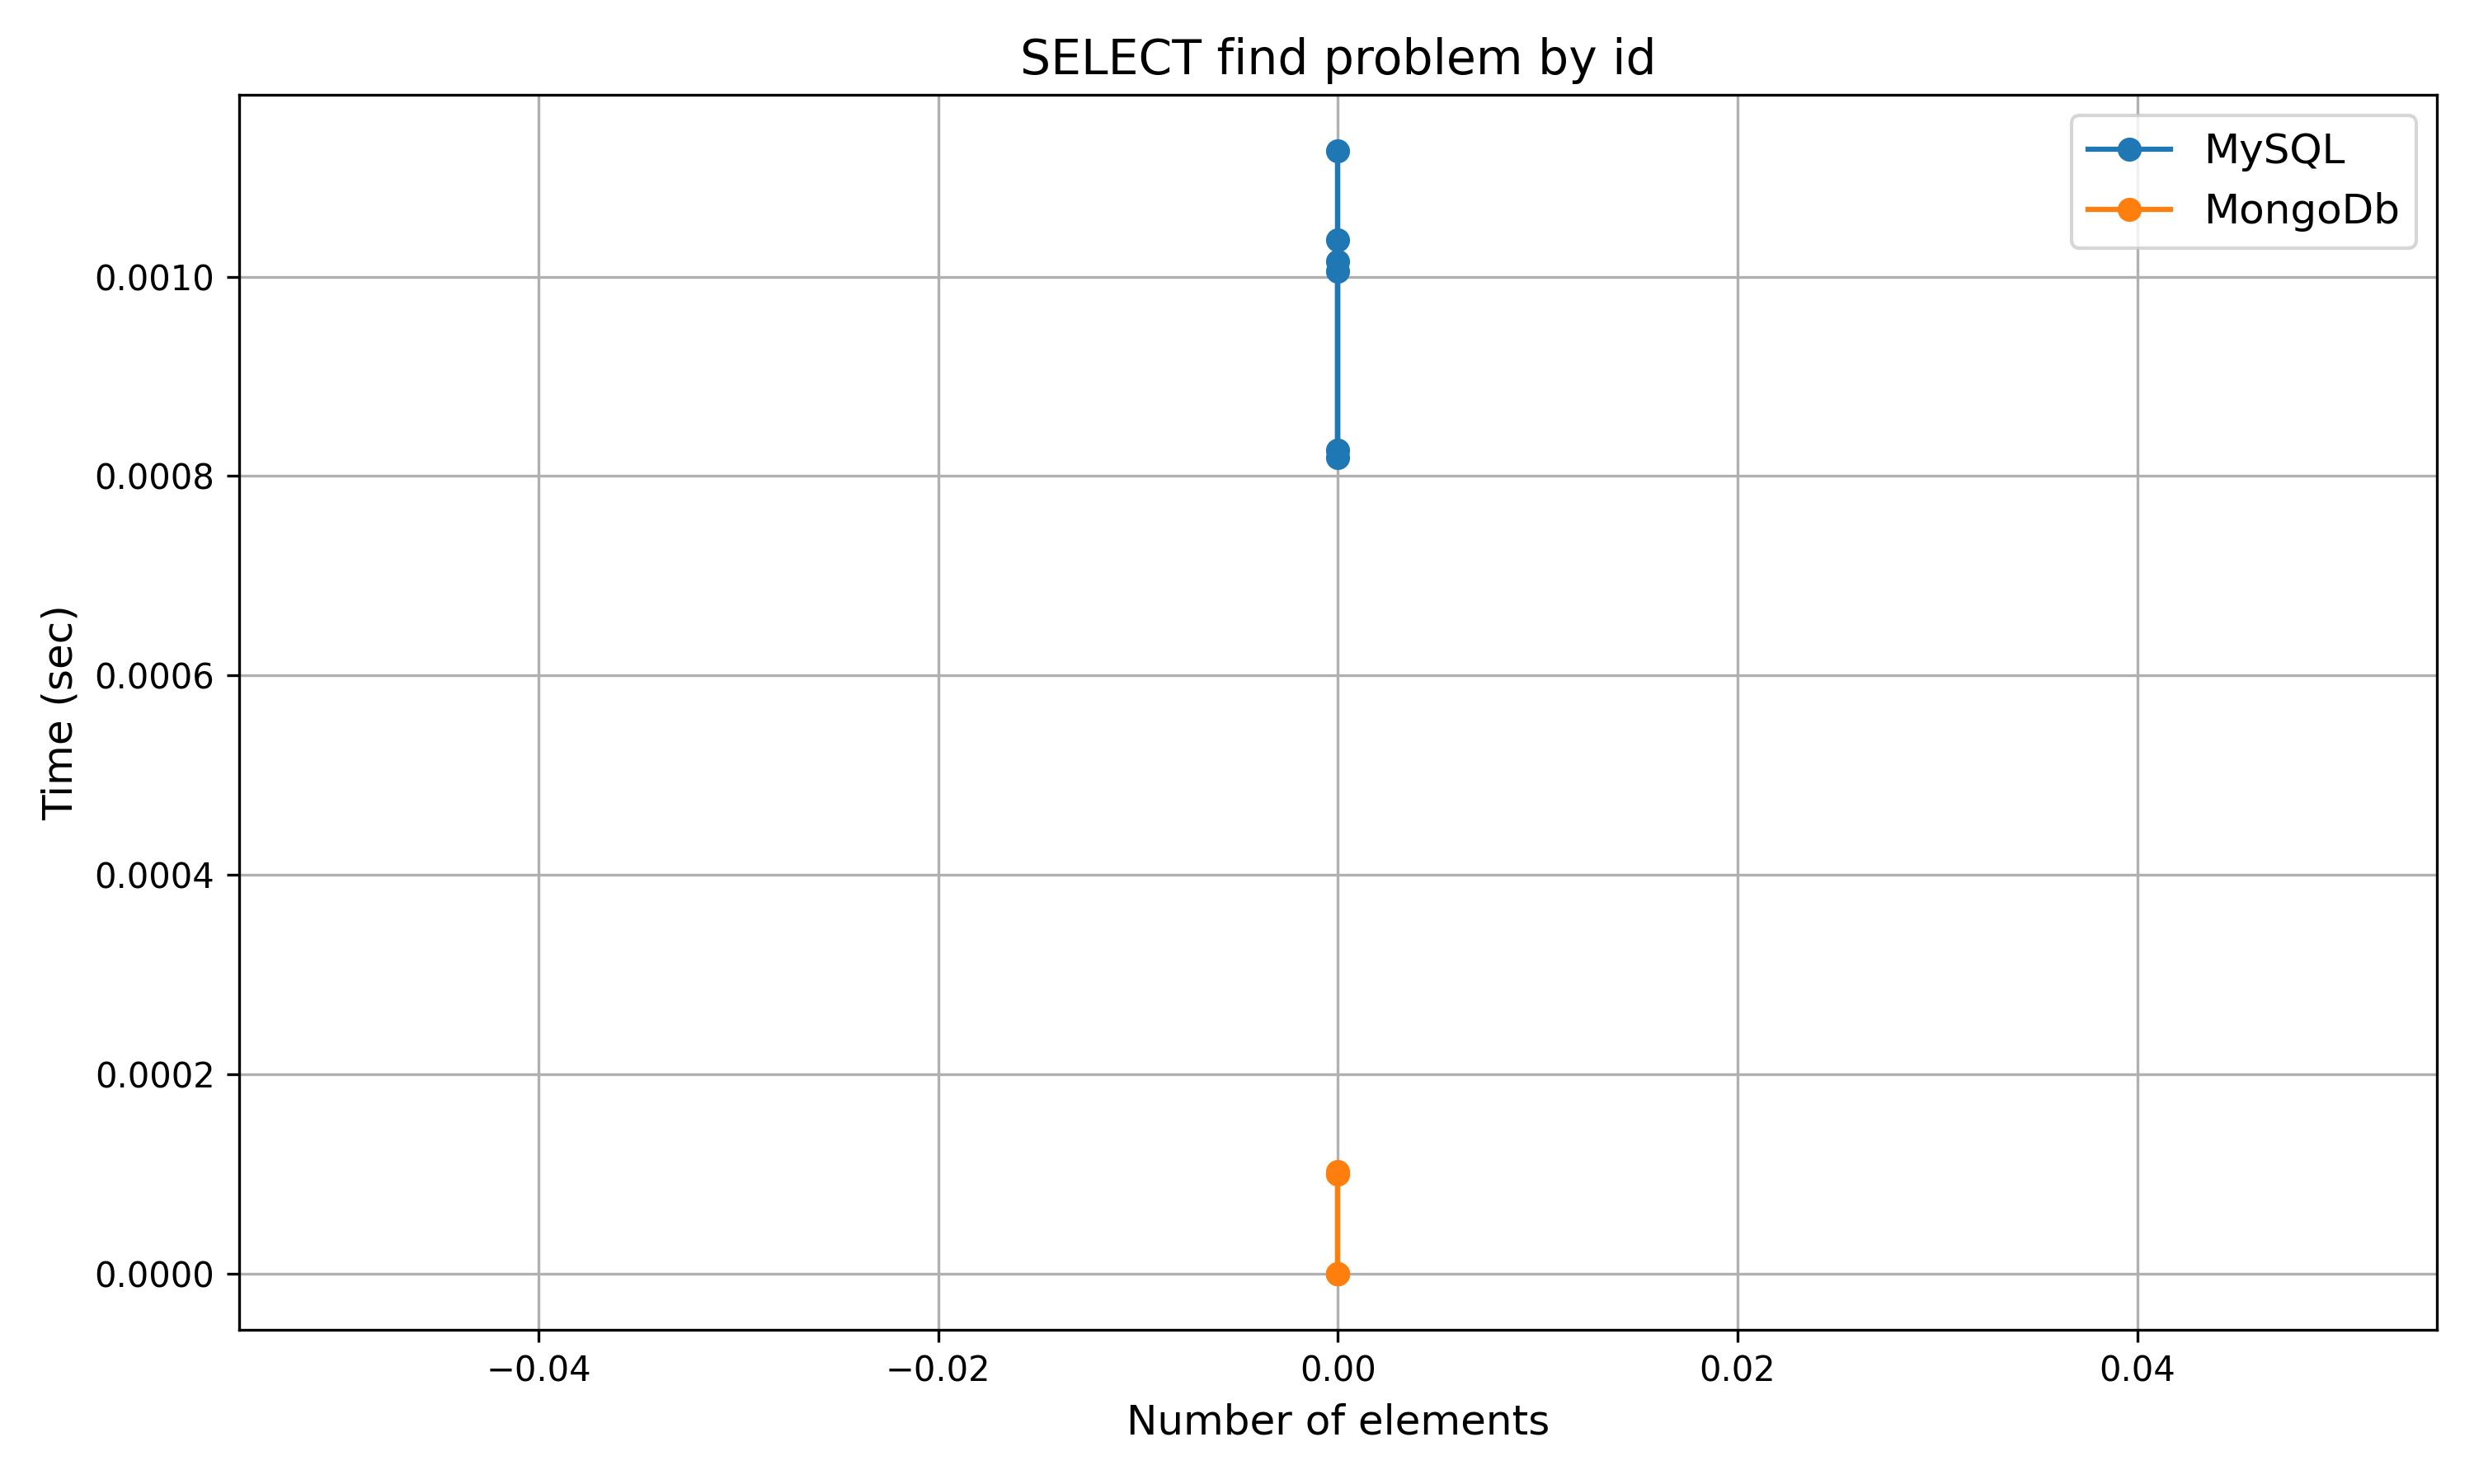 SELECT find problem by id
MySQL
MongoDb
0.0010
0.0008
0.0006
0.0004
0.0002
0.0000
Time (sec)
−0.04 −0.02 0.00 0.02 0.04
Number of elements